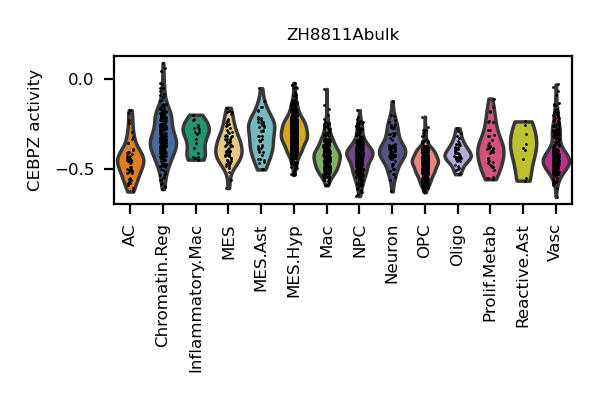 ZH8811Abulk
CEBPZ activity
0.0
−0.5
AC
Chromatin.Reg
Inflammatory.Mac
MES
MES.Ast
MES.Hyp
Mac
NPC
Neuron
OPC
Oligo
Prolif.Metab
Reactive.Ast
Vasc